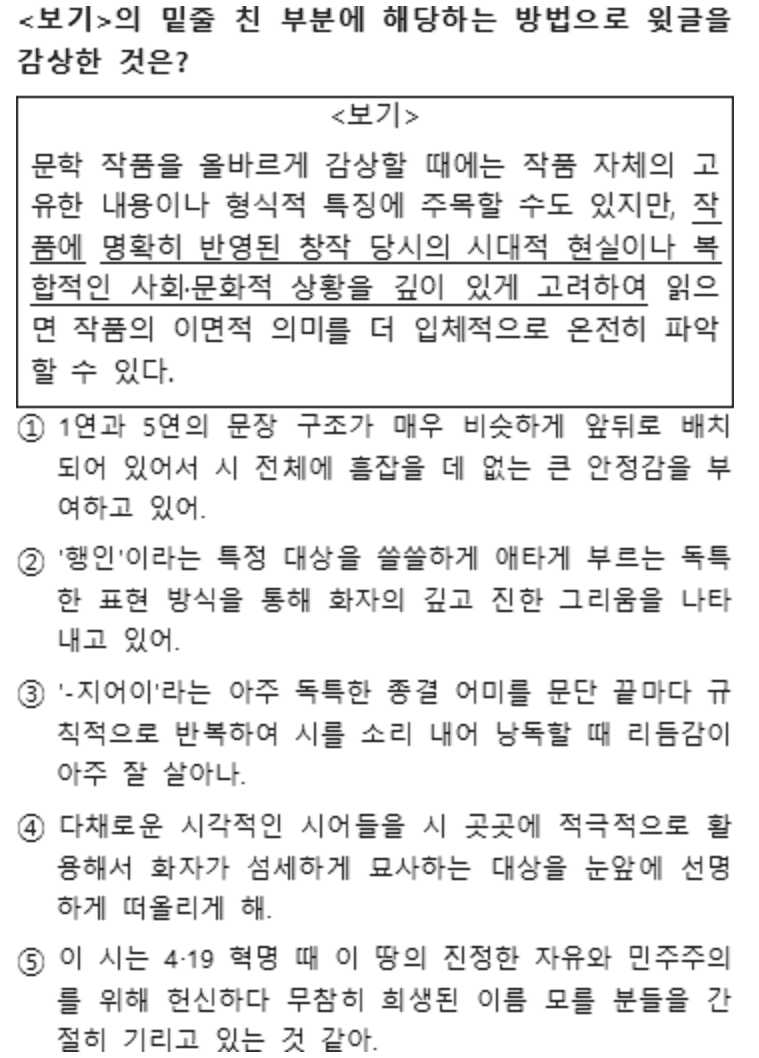 <보기>의 밑줄 친 부분에 해당하는 방법으로 윗글을
감상한 것은?
<보기>
문학 작품을 올바르게 감상할 때에는 작품 자체의 고
유한 내용이나 형식적 특징에 주목할 수도 있지만, 작
품에 명확히 반영된 창작 당시의 시대적 현실이나 복
합적인 사회·문화적 상황을 깊이 있게 고려하여 읽으
면 작품의 이면적 의미를 더 입체적으로 온전히 파악
할 수 있다.
① 1연과 5연의 문장 구조가 매우 비슷하게 앞뒤로 배치
되어 있어서 시 전체에 흠잡을 데 없는 큰 안정감을 부
여하고 있어.
② '행인'이라는 특정 대상을 쓸쓸하게 애타게 부르는 독특
한 표현 방식을 통해 화자의 깊고 진한 그리움을 나타
내고 있어.
③ '-지어이'라는 아주 독특한 종결 어미를 문단 끝마다 규
칙적으로 반복하여 시를 소리 내어 낭독할 때 리듬감이
아주 잘 살아나.
④ 다채로운 시각적인 시어들을 시 곳곳에 적극적으로 활
용해서 화자가 섬세하게 묘사하는 대상을 눈앞에 선명
하게 떠올리게 해.
⑤ 이 시는 4·19 혁명 때 이 땅의 진정한 자유와 민주주의
를 위해 헌신하다 무참히 희생된 이름 모를 분들을 간
절히 기리고 있는 것 같아.